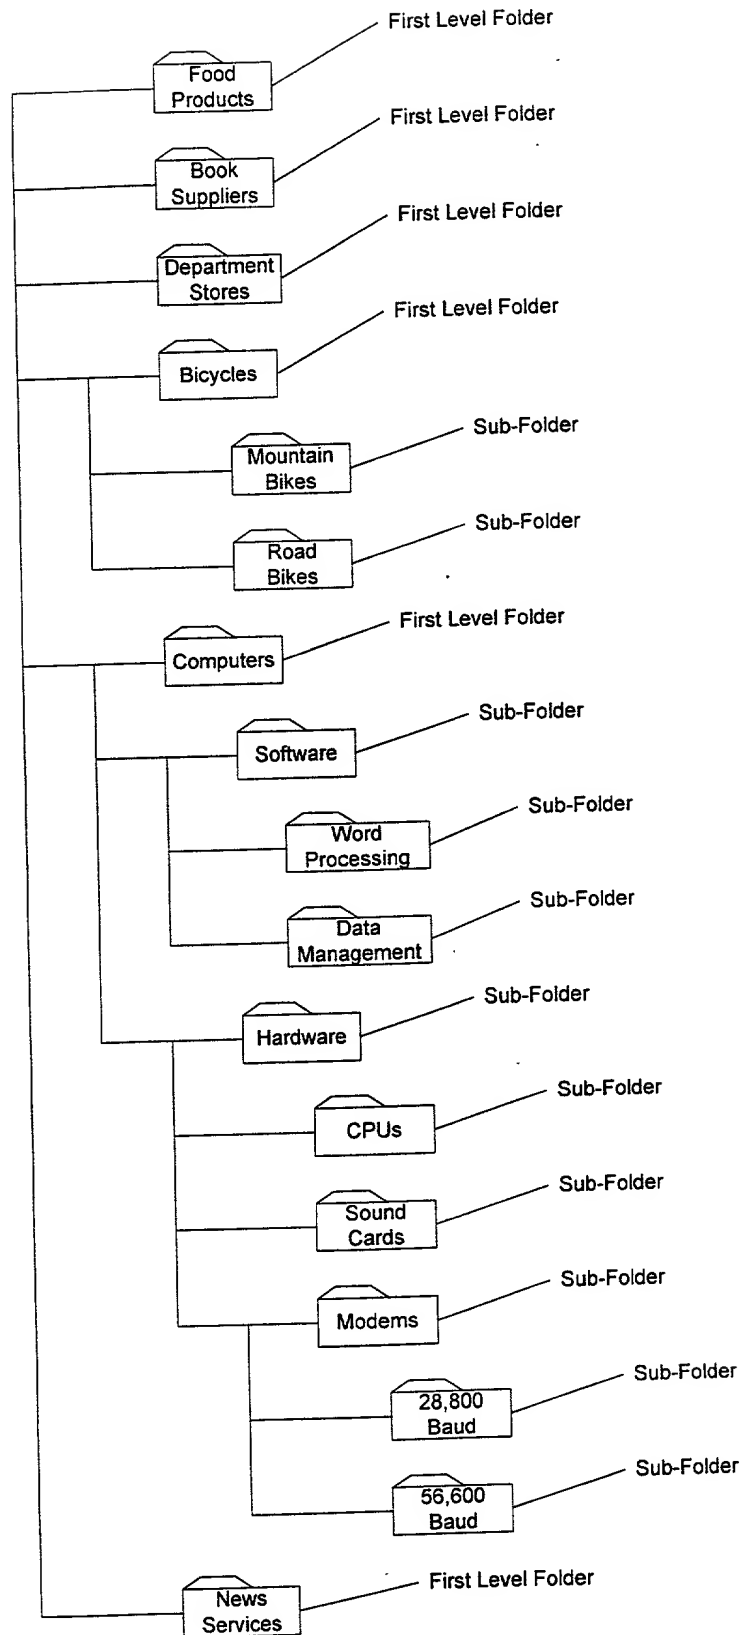 First Level Folder
Food
Products
First Level Folder
Book
Suppliers
First Level Folder
Department
Stores
First Level Folder
Bicycles
Sub-Folder
Mountain
Bikes
Sub-Folder
Road
Bikes
First Level Folder
Computers
Sub-Folder
Software
Sub-Folder
Word
Processing
Sub-Folder
Data
Management
Sub-Folder
Hardware
Sub-Folder
CPUs
Sub-Folder
Sound
Cards
Sub-Folder
Modems
Sub-Folder
28,800
Baud
Sub-Folder
56,600
Baud
First Level Folder
News
Services